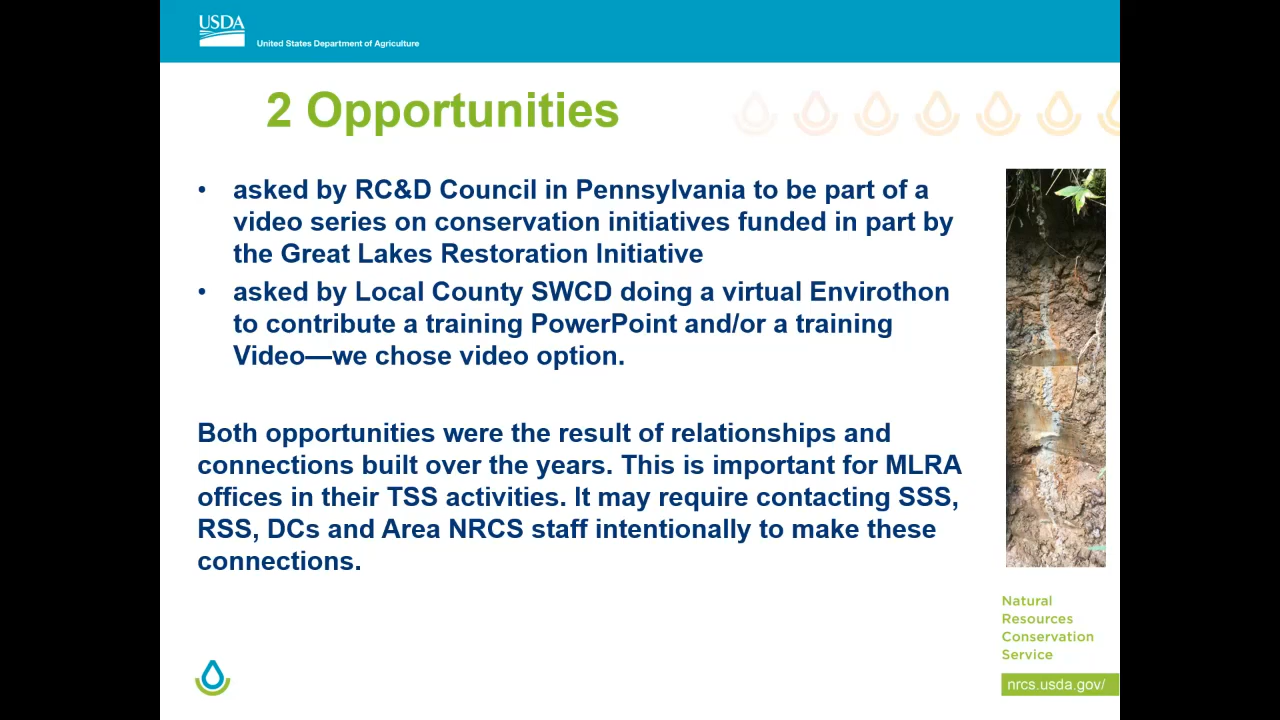 USDA
United States Department of Agriculture
2 Opportunities
• asked by RC&D Council in Pennsylvania to be part of a
video series on conservation initiatives funded in part by
the Great Lakes Restoration Initiative
• asked by Local County SWCD doing a virtual Envirothon
to contribute a training PowerPoint and/or a training
Video—we chose video option.
Both opportunities were the result of relationships and
connections built over the years. This is important for MLRA
offices in their TSS activities. It may require contacting SSS,
RSS, DCs and Area NRCS staff intentionally to make these
connections.
Natural
Resources
Conservation
Service
nrcs.usda.gov/